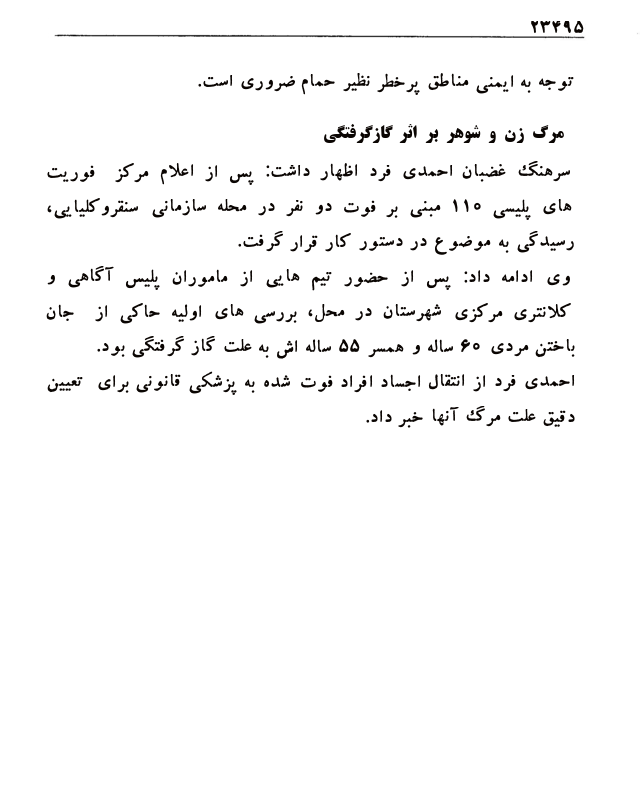 ۲۳۴۹۵
توجه به ایمنی مناطق پرخطر نظیر حمام ضروری است.
مرگ زن و شوهر بر اثر گازگرفتگی
سرهنگ غضبان احمدی فرد اظهار داشت: پس از اعلام مرکز فوریت
های پلیسی ۱۱۰ مبنی بر فوت دو نفر در محله سازمانی سنقروکلیایی،
رسیدگی به موضوع در دستور کار قرار گرفت.
وی ادامه داد: پس از حضور تیم هایی از ماموران پلیس آگاهی و
کلانتری مرکزی شهرستان در محل، بررسی های اولیه حاکی از جان
باختن مردی ۶۰ ساله و همسر ۵۵ ساله اش به علت گاز گرفتگی بود.
احمدی فرد از انتقال اجساد افراد فوت شده به پزشکی قانونی برای تعیین
دقیق علت مرگ آنها خبر داد.